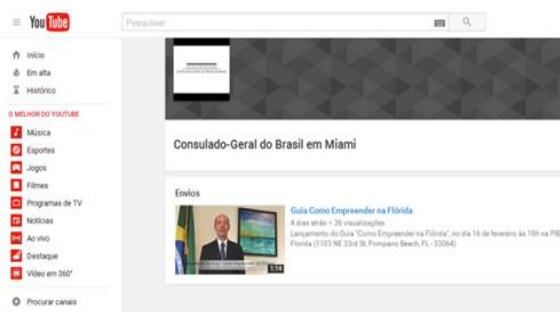 YouTube
Pesquisar
Início
Em alta
Histórico
O MELHOR DO YOUTUBE
Música
Esportes
Jogos
Filmes
Programas de TV
Notícias
Ao vivo
Destaque
Vídeo em 360°
Procurar canais
Consulado-Geral do Brasil em Miami
Envios
Guia Como Empreender na Flórida
4 dias atrás • 26 visualizações
Lançamento do Guia "Como Empreender na Flórida", no dia 16 de fevereiro às 18h na PIB
Florida (1103 NE 33rd St, Pompano Beach, FL - 33064)
1:14